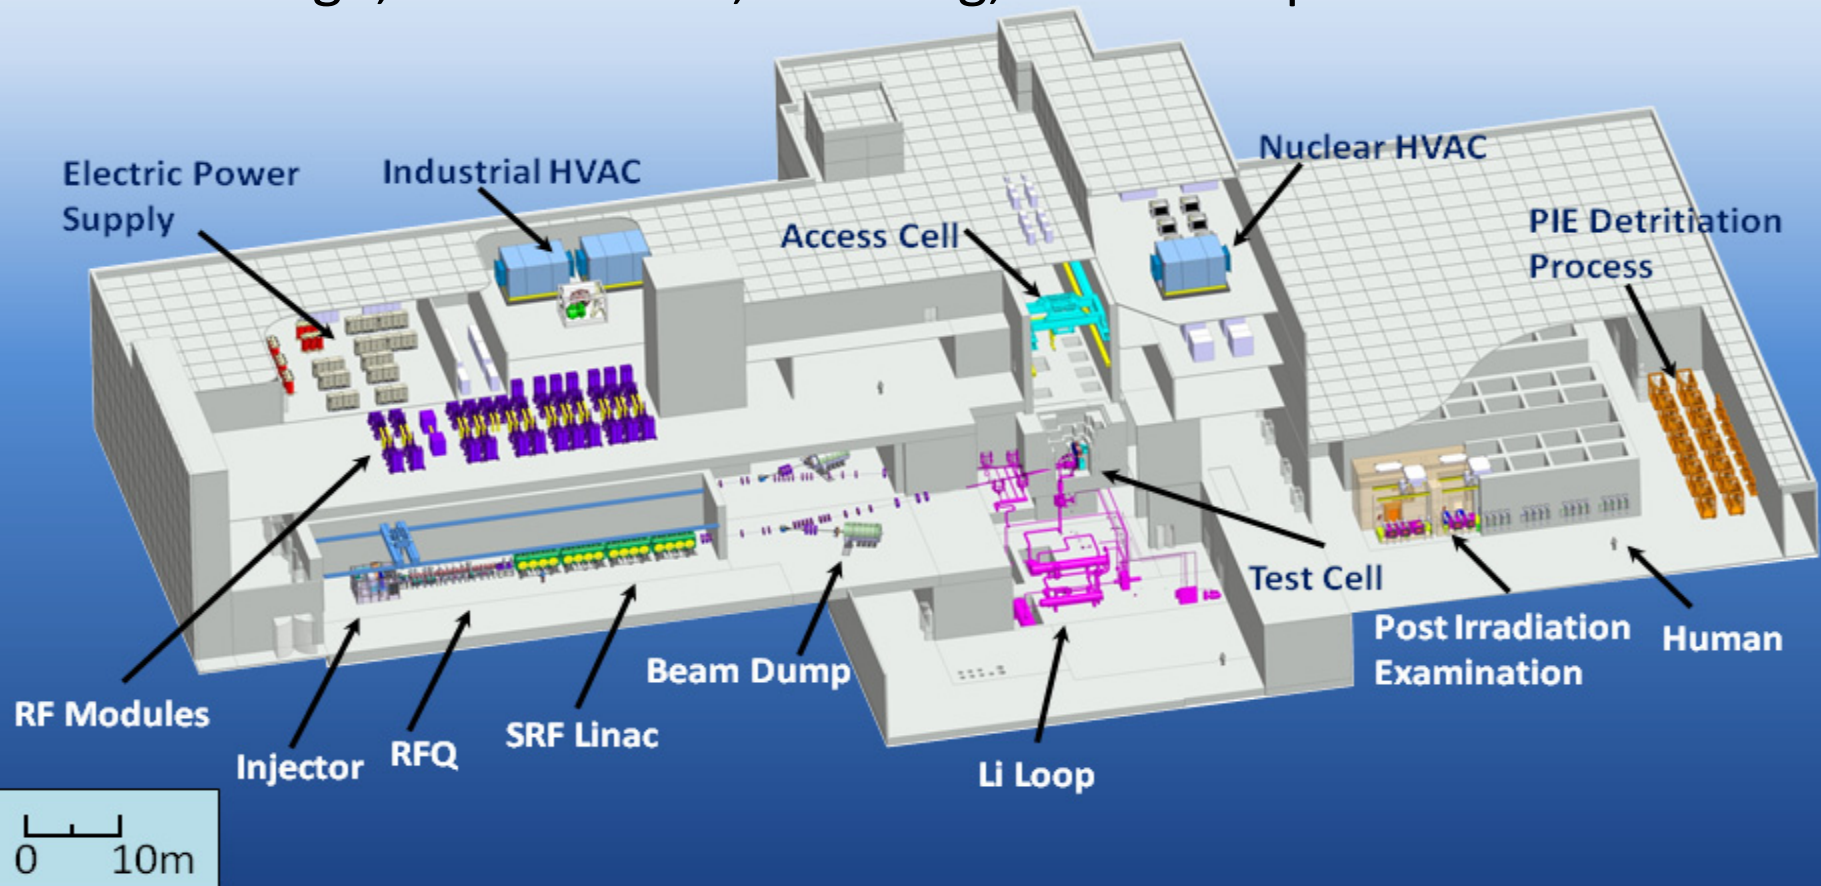 Electric Power
Supply
Industrial HVAC
Nuclear HVAC
Access Cell
PIE Detritiation
Process
Test Cell
Post Irradiation
Examination
Human
Beam Dump
RF Modules
SRF Linac
RFQ
Injector
Li Loop
0 10m